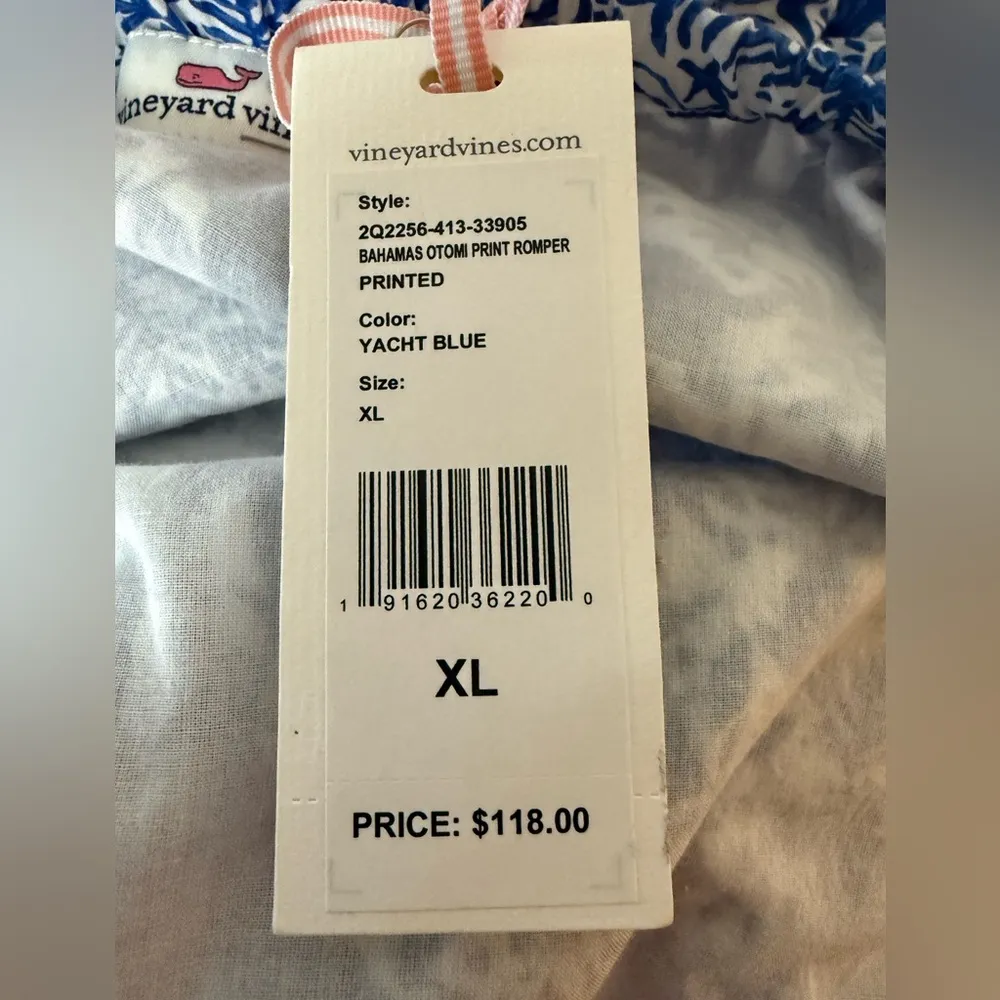 vineyard vin
vineyardvines.com
Style:
2Q2256-413-33905
BAHAMAS OTOMI PRINT ROMPER
PRINTED
Color:
YACHT BLUE
Size:
XL
1 91620 36220 0
XL
PRICE: $118.00